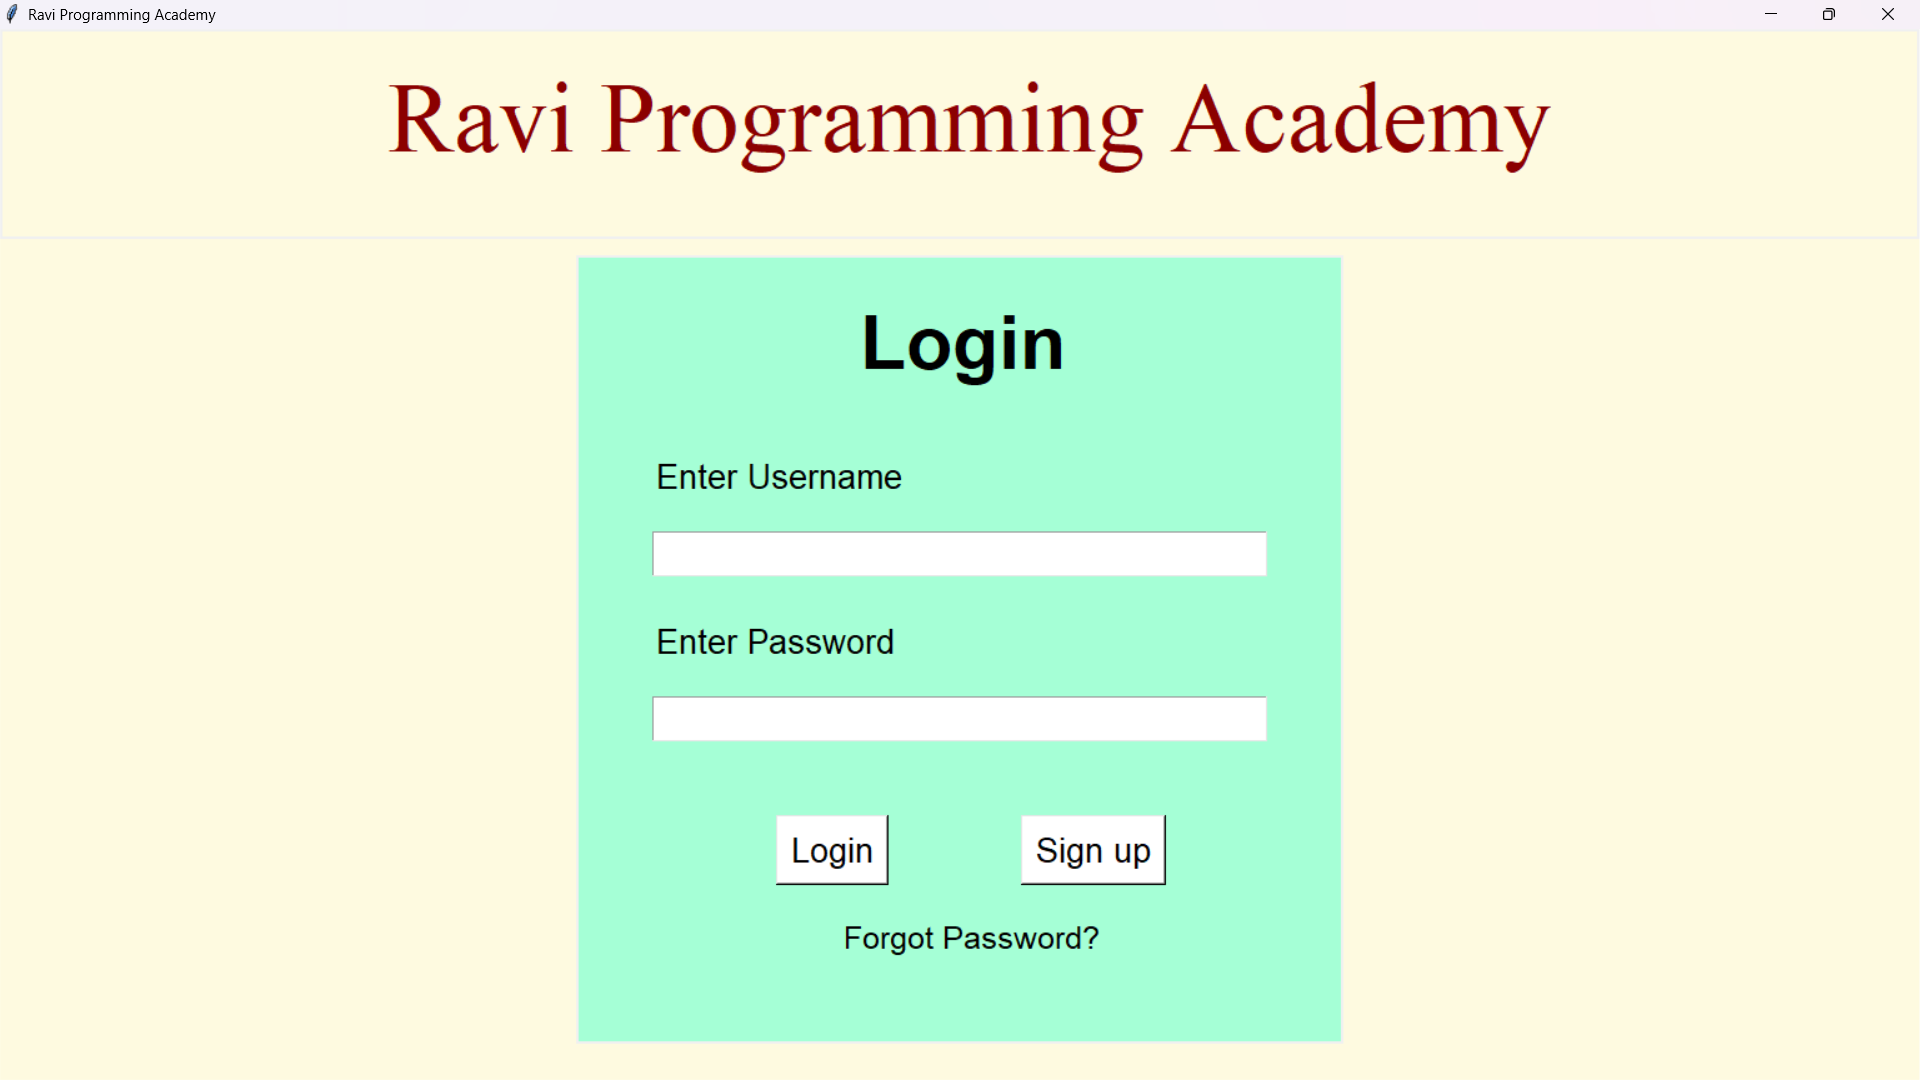 Ravi Programming Academy
Ravi Programming Academy
Login
Enter Username
Enter Password
Login
Sign up
Forgot Password?